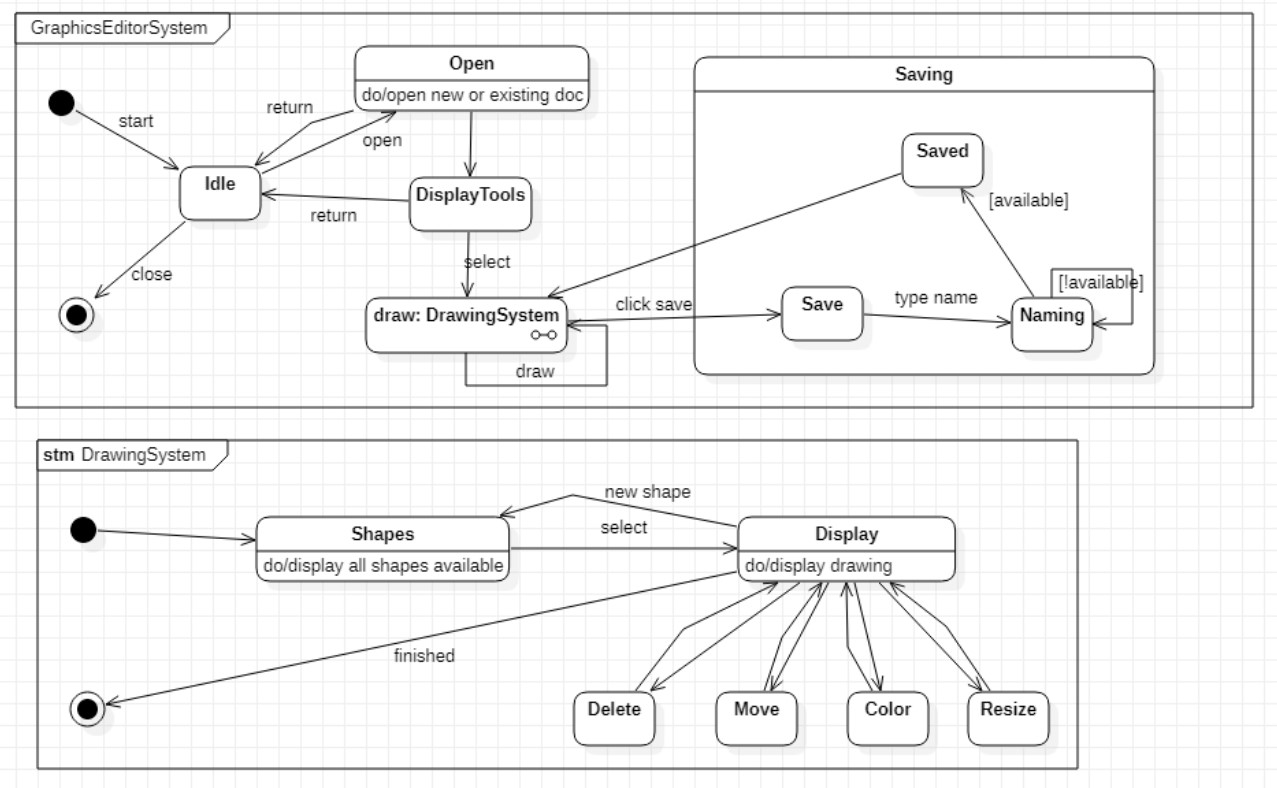 GraphicsEditorSystem
Open
do/open new or existing doc
Saving
return
start
open
Saved
Idle
DisplayTools
[available]
return
select
close
[!available]
click save
type name
draw: DrawingSystem
Save
Naming
draw
stm DrawingSystem
new shape
select
Shapes
Display
do/display all shapes available
do/display drawing
finished
Delete
Move
Color
Resize